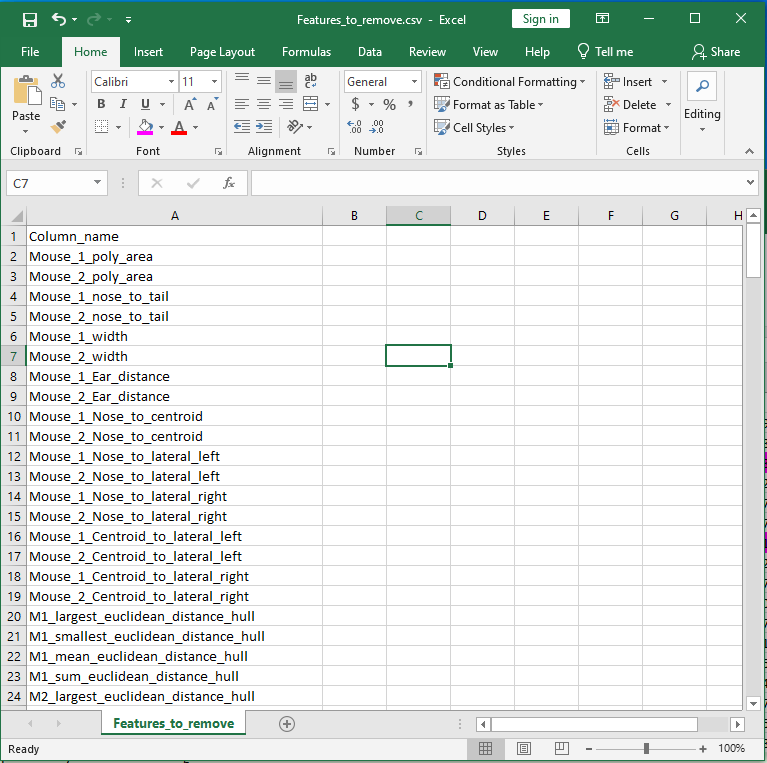 Features_to_remove.csv - Excel
Sign in
File Home Insert Page Layout Formulas Data Review View Help Tell me Share
Calibri 11
ab
General
Conditional Formatting
Insert
Paste
B I U A A
$ % ,
Format as Table
Delete
Editing
A
Cell Styles
Format
Clipboard Font Alignment Number Styles Cells
C7 fx
A B C D E F G H
1 Column_name
2 Mouse_1_poly_area
3 Mouse_2_poly_area
4 Mouse_1_nose_to_tail
5 Mouse_2_nose_to_tail
6 Mouse_1_width
7 Mouse_2_width
8 Mouse_1_Ear_distance
9 Mouse_2_Ear_distance
10 Mouse_1_Nose_to_centroid
11 Mouse_2_Nose_to_centroid
12 Mouse_1_Nose_to_lateral_left
13 Mouse_2_Nose_to_lateral_left
14 Mouse_1_Nose_to_lateral_right
15 Mouse_2_Nose_to_lateral_right
16 Mouse_1_Centroid_to_lateral_left
17 Mouse_2_Centroid_to_lateral_left
18 Mouse_1_Centroid_to_lateral_right
19 Mouse_2_Centroid_to_lateral_right
20 M1_largest_euclidean_distance_hull
21 M1_smallest_euclidean_distance_hull
22 M1_mean_euclidean_distance_hull
23 M1_sum_euclidean_distance_hull
24 M2_largest_euclidean_distance_hull
Features_to_remove
Ready 100%